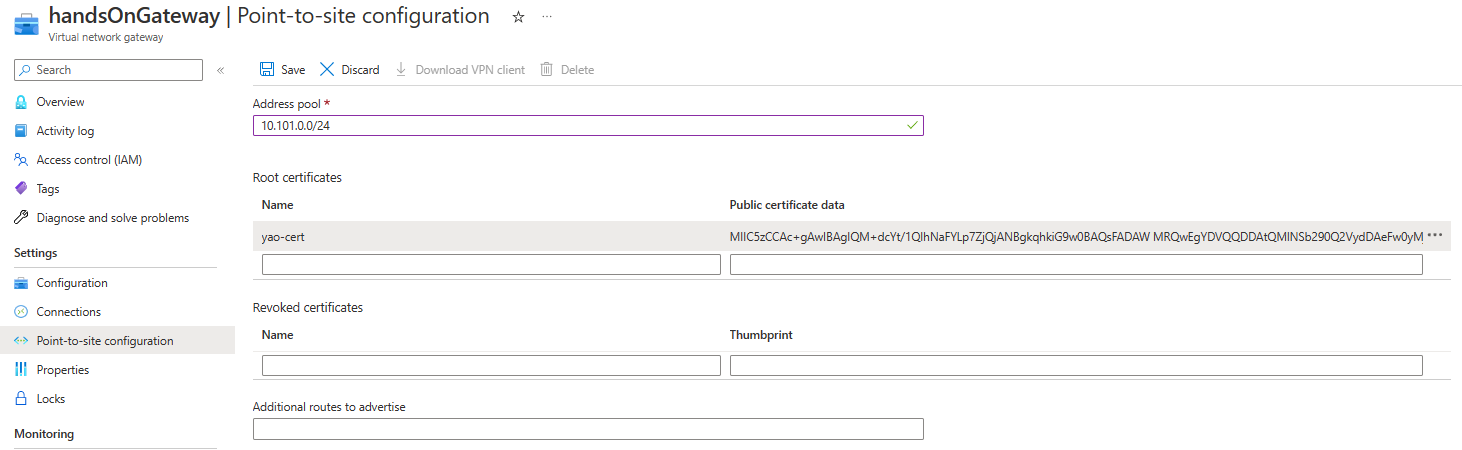 handsOnGateway | Point-to-site configuration
Virtual network gateway
Search
Save
Discard
Download VPN client
Delete
Overview
Activity log
Access control (IAM)
Tags
Diagnose and solve problems
Settings
Configuration
Connections
Point-to-site configuration
Properties
Locks
Monitoring
Address pool *
10.101.0.0/24
Root certificates
Name Public certificate data
yao-cert MIIC5zCCAc+gAwIBAgIQM+dcYt/1QIhNaFYLp7ZjQjANBgkqhkiG9w0BAQsFADAW MRQwEgYDVQQDDAtQMlNSb290Q2VydDAeFw0yM
Revoked certificates
Name Thumbprint
Additional routes to advertise